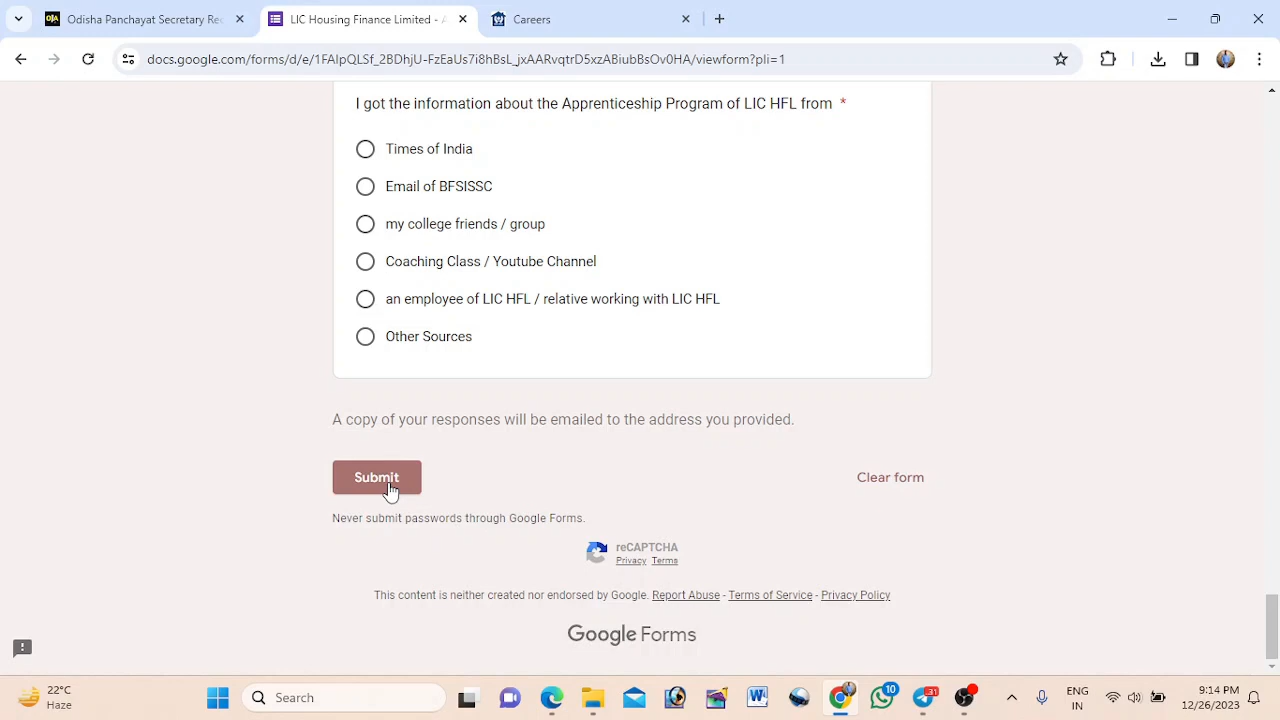 OJA Odisha Panchayat Secretary Re
LIC Housing Finance Limited - A
Careers
docs.google.com/forms/d/e/1FAIpQLSf_2BDhjU-FzEaUs7i8hBsL_jxAARvqtrD5xzABiubBsOv0HA/viewform?pli=1
I got the information about the Apprenticeship Program of LIC HFL from *
Times of India
Email of BFSISSC
my college friends / group
Coaching Class / Youtube Channel
an employee of LIC HFL / relative working with LIC HFL
Other Sources
A copy of your responses will be emailed to the address you provided.
Submit
Clear form
Never submit passwords through Google Forms.
reCAPTCHA
Privacy Terms
This content is neither created nor endorsed by Google. Report Abuse - Terms of Service - Privacy Policy
Google Forms
22°C
Haze
Search
10
31
ENG
IN
9:14 PM
12/26/2023